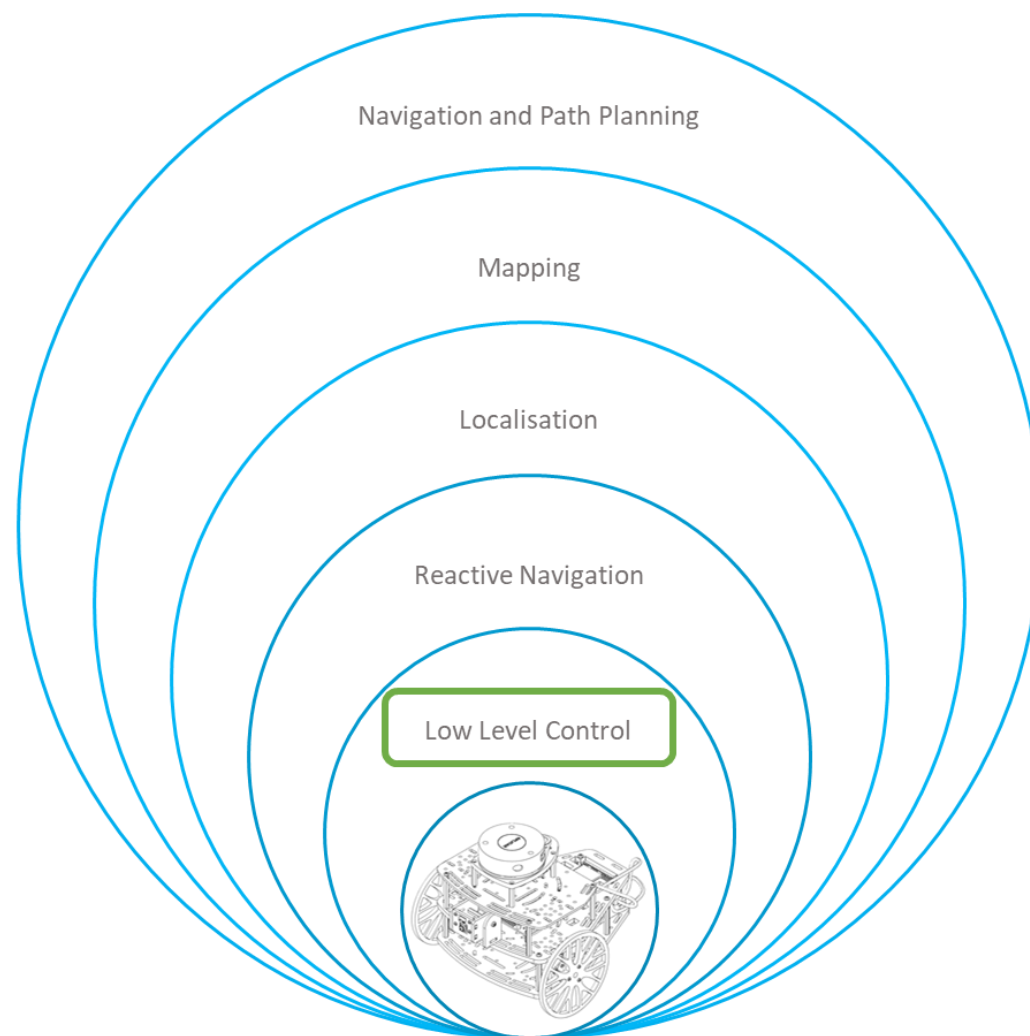 Navigation and Path Planning
Mapping
Localisation
Reactive Navigation
Low Level Control